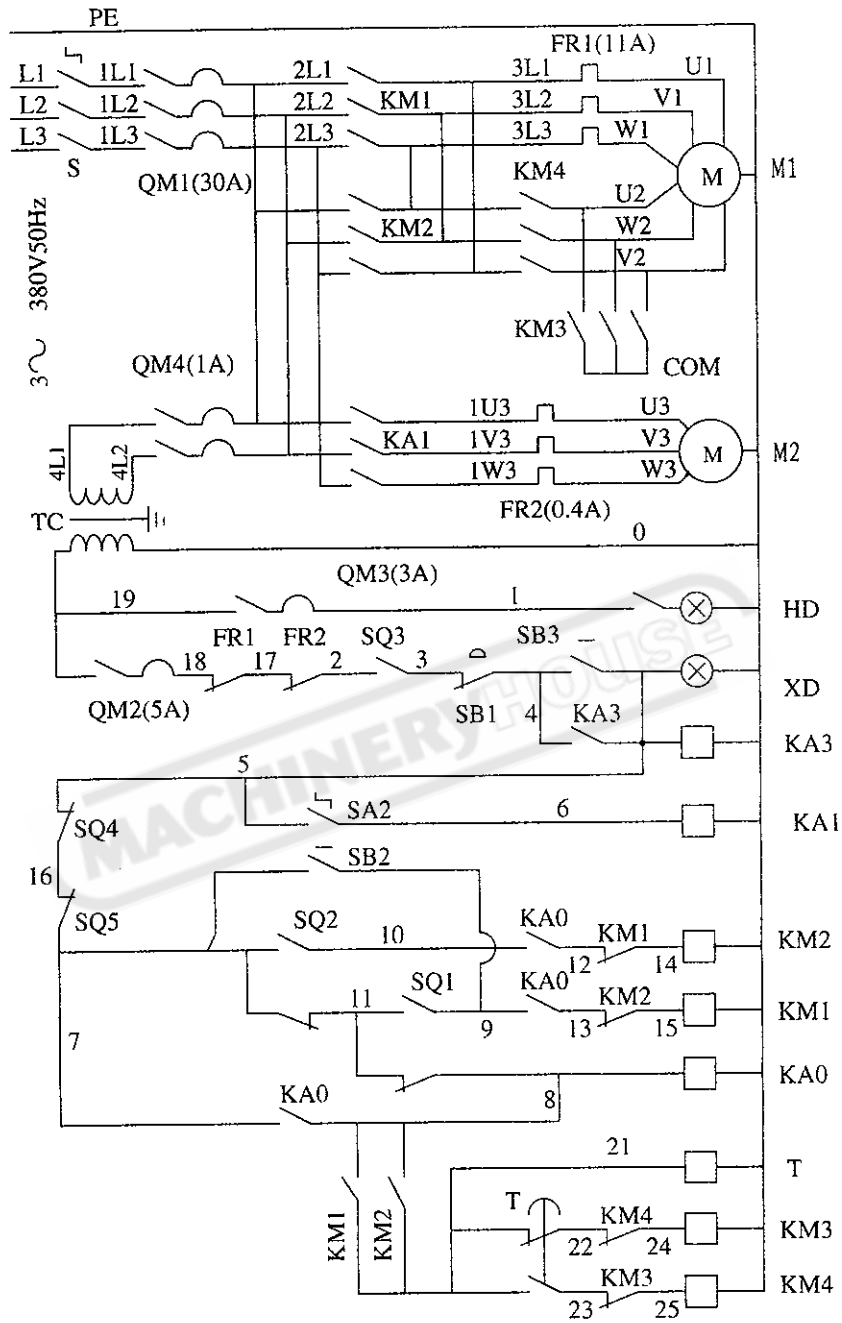 PE
FR1(11A)
L1 1L1 2L1 3L1 U1
L2 1L2 2L2 KM1 3L2 V1
L3 1L3 2L3 3L3 W1
S QM1(30A) KM4 M M1
U2
KM2 W2
V2
3 380V50Hz
KM3
QM4(1A) COM
1U3 U3
4L1 4L2 KA1 1V3 V3 M M2
1W3 W3
TC FR2(0.4A)
0
QM3(3A)
19 1 HD
FR1 FR2 SQ3 SB3
18 17 2 3 XD
QM2(5A) SB1 4 KA3
KA3
5
SA2 6 KA1
SQ4
16 SB2
SQ5 SQ2 10 KA0 KM1 KM2
12 14
11 SQ1 KA0 KM2 KM1
7 9 13 15
KA0
KA0 8
21 T
KM1 KM2 T KM4 KM3
22 24
KM3 KM4
23 25
MACHINERYHOUSE